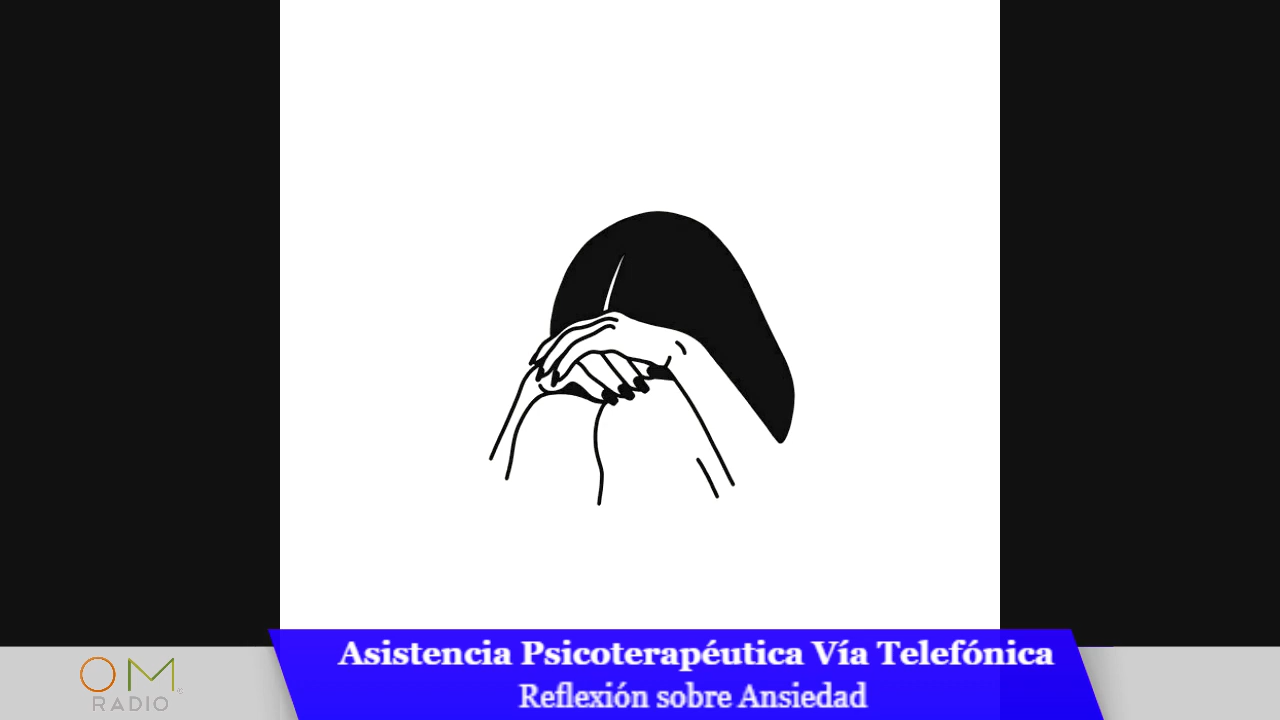 Asistencia Psicoterapéutica Vía Telefónica
Reflexión sobre Ansiedad
OM
RADIO